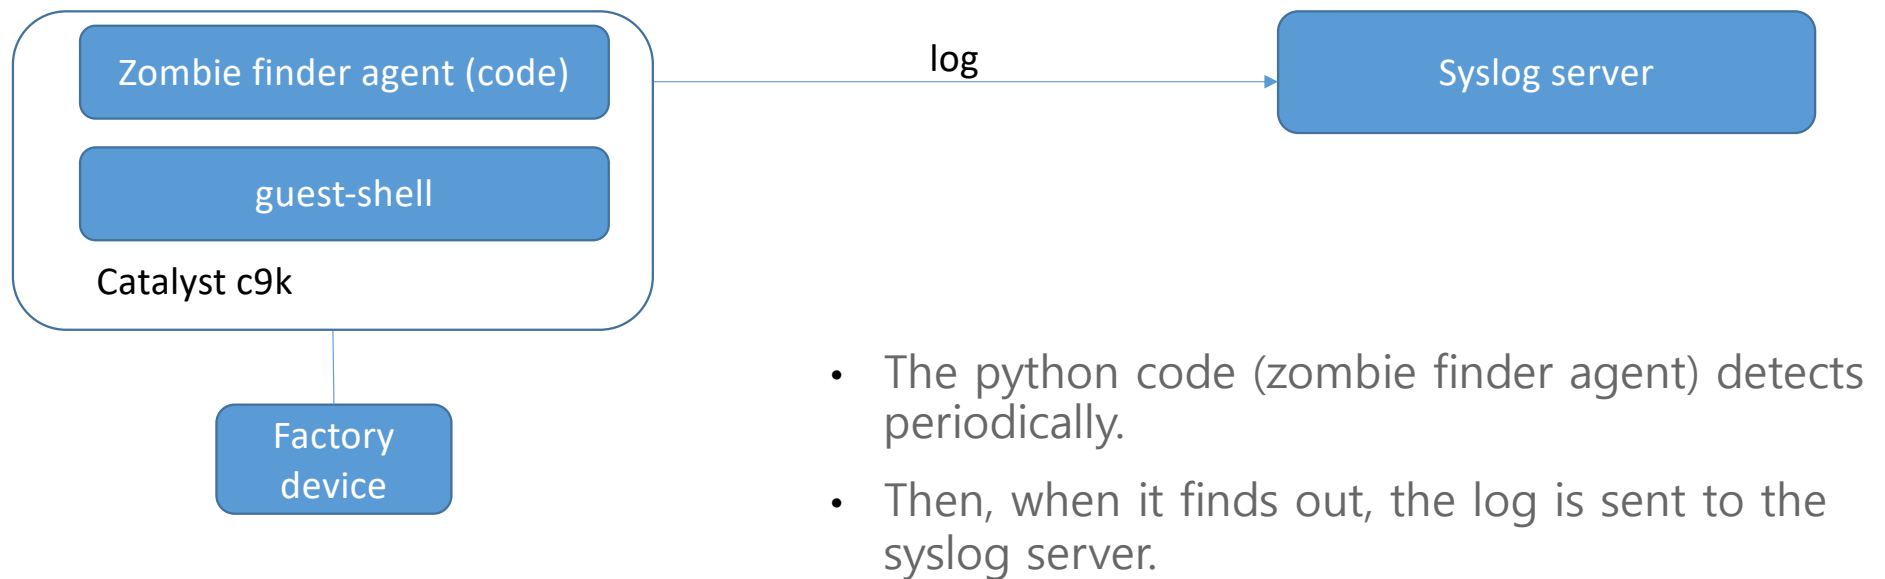 Zombie finder agent (code)
guest-shell
Catalyst c9k
log
Syslog server
Factory
device
• The python code (zombie finder agent) detects
periodically.
• Then, when it finds out, the log is sent to the
syslog server.